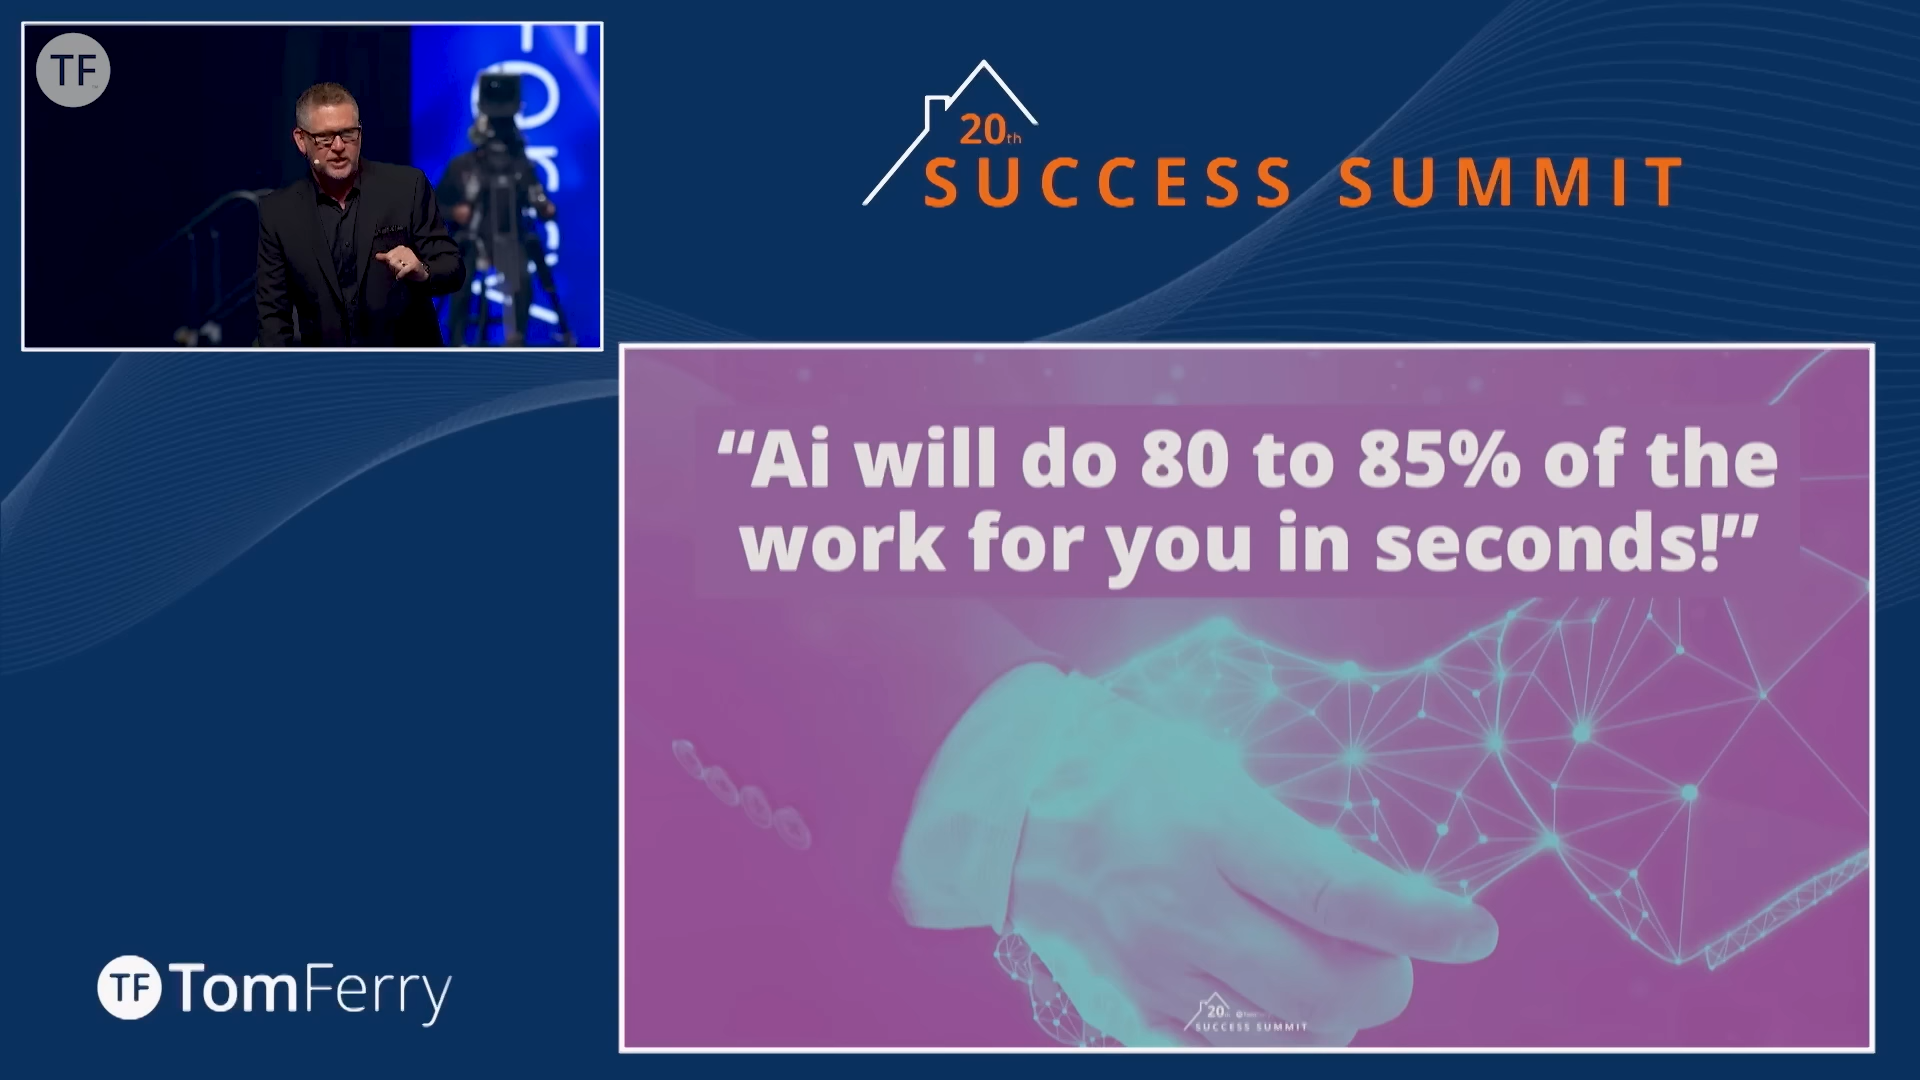 TF
20th
SUCCESS SUMMIT
“Ai will do 80 to 85% of the
work for you in seconds!”
20
SUCCESS SUMMIT
TF TomFerry